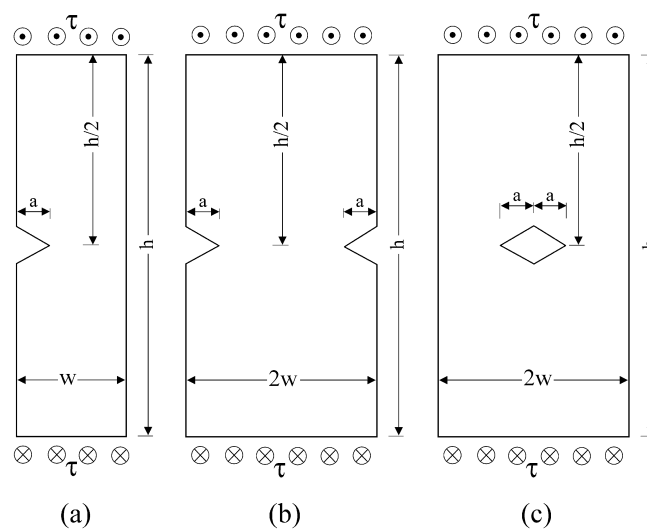 τ τ τ
h/2 h/2 h/2
a a a a a
h h
w 2w 2w
τ τ τ
(a) (b) (c)